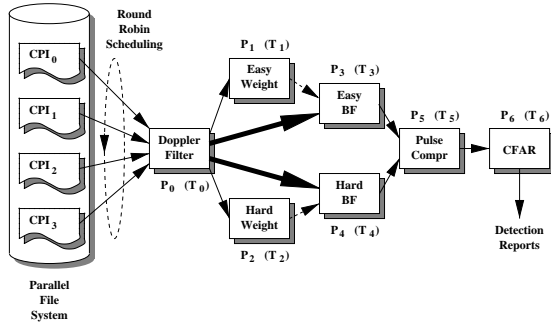 Round
Robin
Scheduling
CPI0
CPI1
CPI2
CPI3
Parallel
File
System
Doppler
Filter
P0 (T0)
P1 (T1)
Easy
Weight
Hard
Weight
P2 (T2)
P3 (T3)
Easy
BF
Hard
BF
P4 (T4)
P5 (T5)
Pulse
Compr
P6 (T6)
CFAR
Detection
Reports